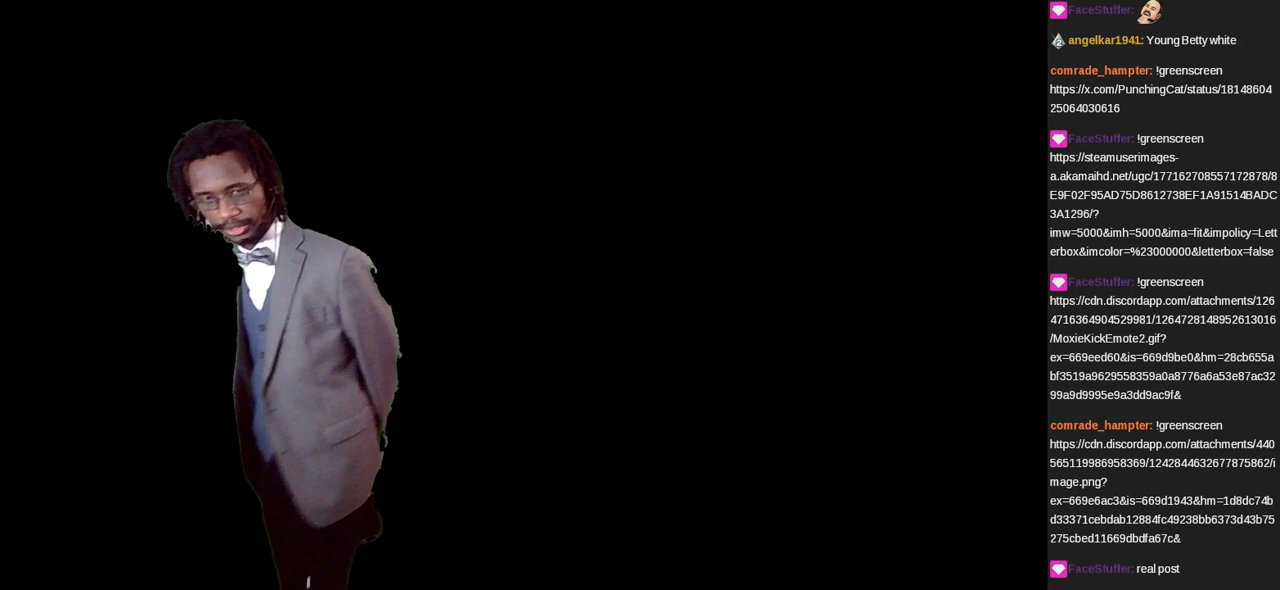 FaceStuffer:
angelkar1941: Young Betty white
comrade_hampter: !greenscreen
https://x.com/PunchingCat/status/18148604
25064030616
FaceStuffer: !greenscreen
https://steamuserimages-
a.akamaihd.net/ugc/177162708557172878/8
E9F02F95AD75D8612738EF1A91514BADC
3A1296/?
imw=5000&imh=5000&ima=fit&impolicy=Lett
erbox&imcolor=%23000000&letterbox=false
FaceStuffer: !greenscreen
https://cdn.discordapp.com/attachments/126
4716364904529981/1264728148952613016
/MoxieKickEmote2.gif?
ex=669eed60&is=669d9be0&hm=28cb655a
bf3519a9629558359a0a8776a6a53e87ac32
99a9d9995e9a3dd9ac9f&
comrade_hampter: !greenscreen
https://cdn.discordapp.com/attachments/440
565119986958369/1242844632677875862/i
mage.png?
ex=669e6ac3&is=669d1943&hm=1d8dc74b
d33371cebdab12884fc49238bb6373d43b75
275cbed11669dbdfa67c&
FaceStuffer: real post